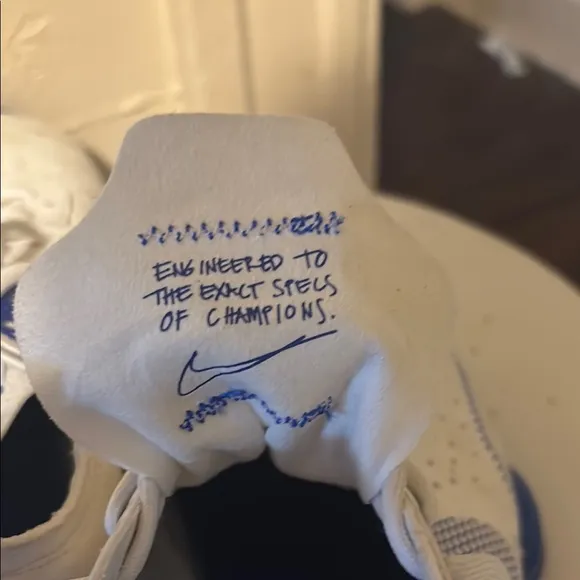 ENGINEERED TO
THE EXACT SPECS
OF CHAMPIONS.